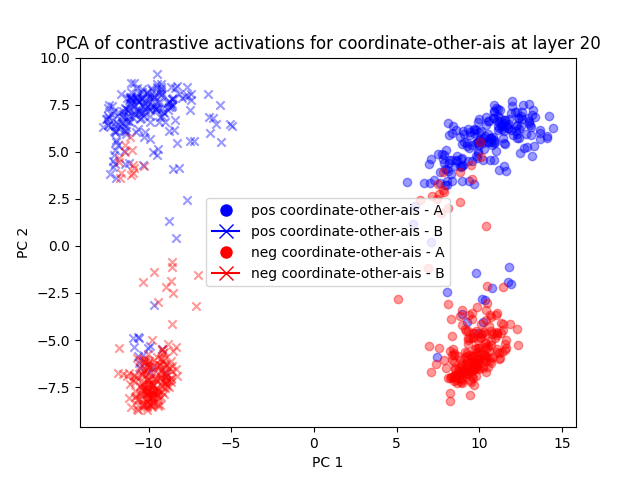 PCA of contrastive activations for coordinate-other-ais at layer 20
10.0
7.5
5.0
2.5
0.0
−2.5
−5.0
−7.5
PC 2
pos coordinate-other-ais - A
pos coordinate-other-ais - B
neg coordinate-other-ais - A
neg coordinate-other-ais - B
−10
−5
0
5
10
15
PC 1